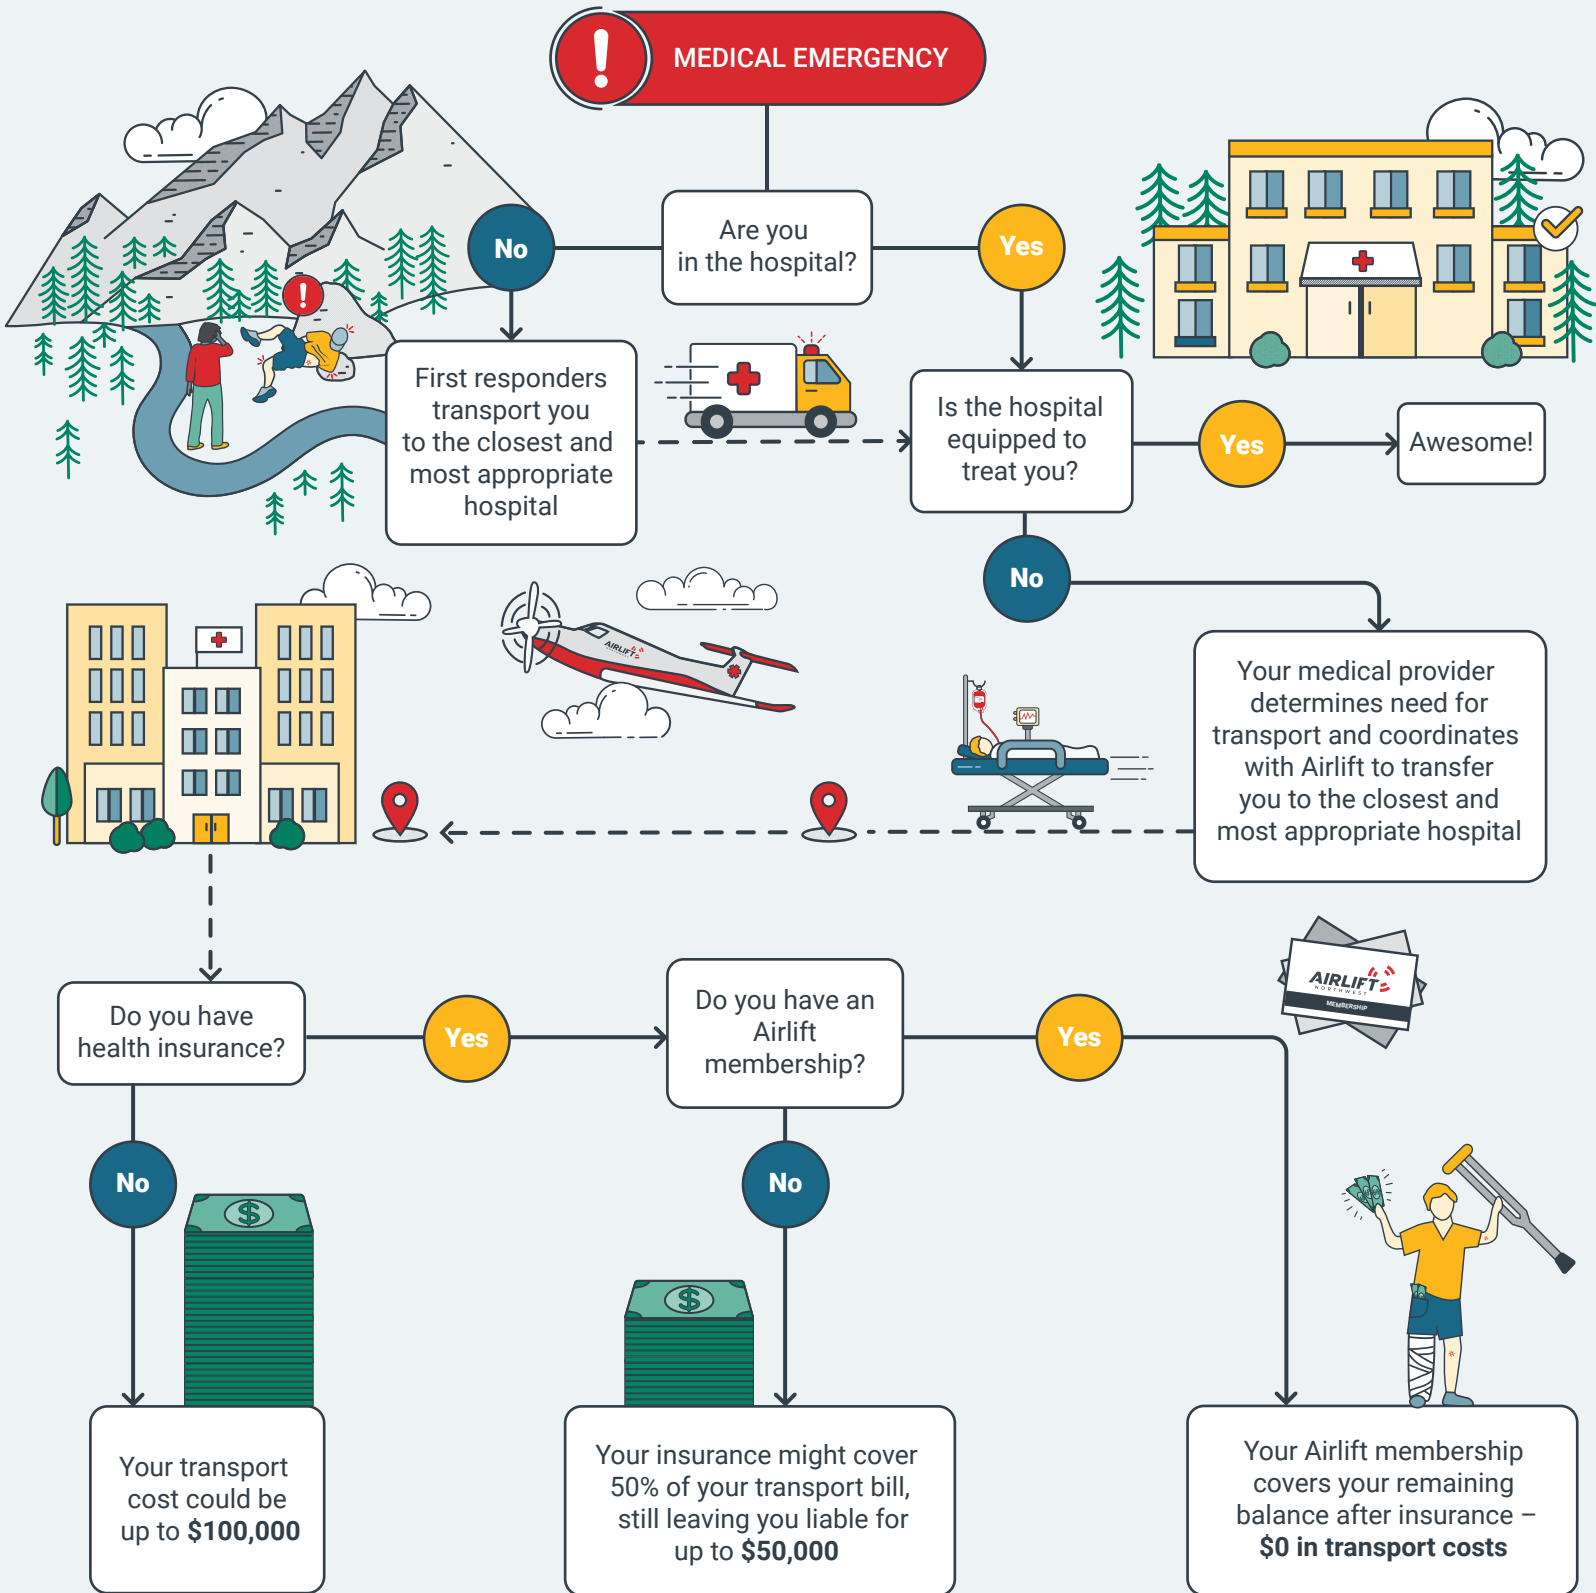 MEDICAL EMERGENCY
Are you
in the hospital?
No
Yes
First responders
transport you
to the closest and
most appropriate
hospital
Is the hospital
equipped to
treat you?
Yes
Awesome!
No
AIRLIFT
Your medical provider
determines need for
transport and coordinates
with Airlift to transfer
you to the closest and
most appropriate hospital
AIRLIFT
NORTHWEST
MEMBERSHIP
Do you have
health insurance?
Yes
Do you have an
Airlift
membership?
Yes
No
No
Your transport
cost could be
up to $100,000
Your insurance might cover
50% of your transport bill,
still leaving you liable for
up to $50,000
Your Airlift membership
covers your remaining
balance after insurance –
$0 in transport costs